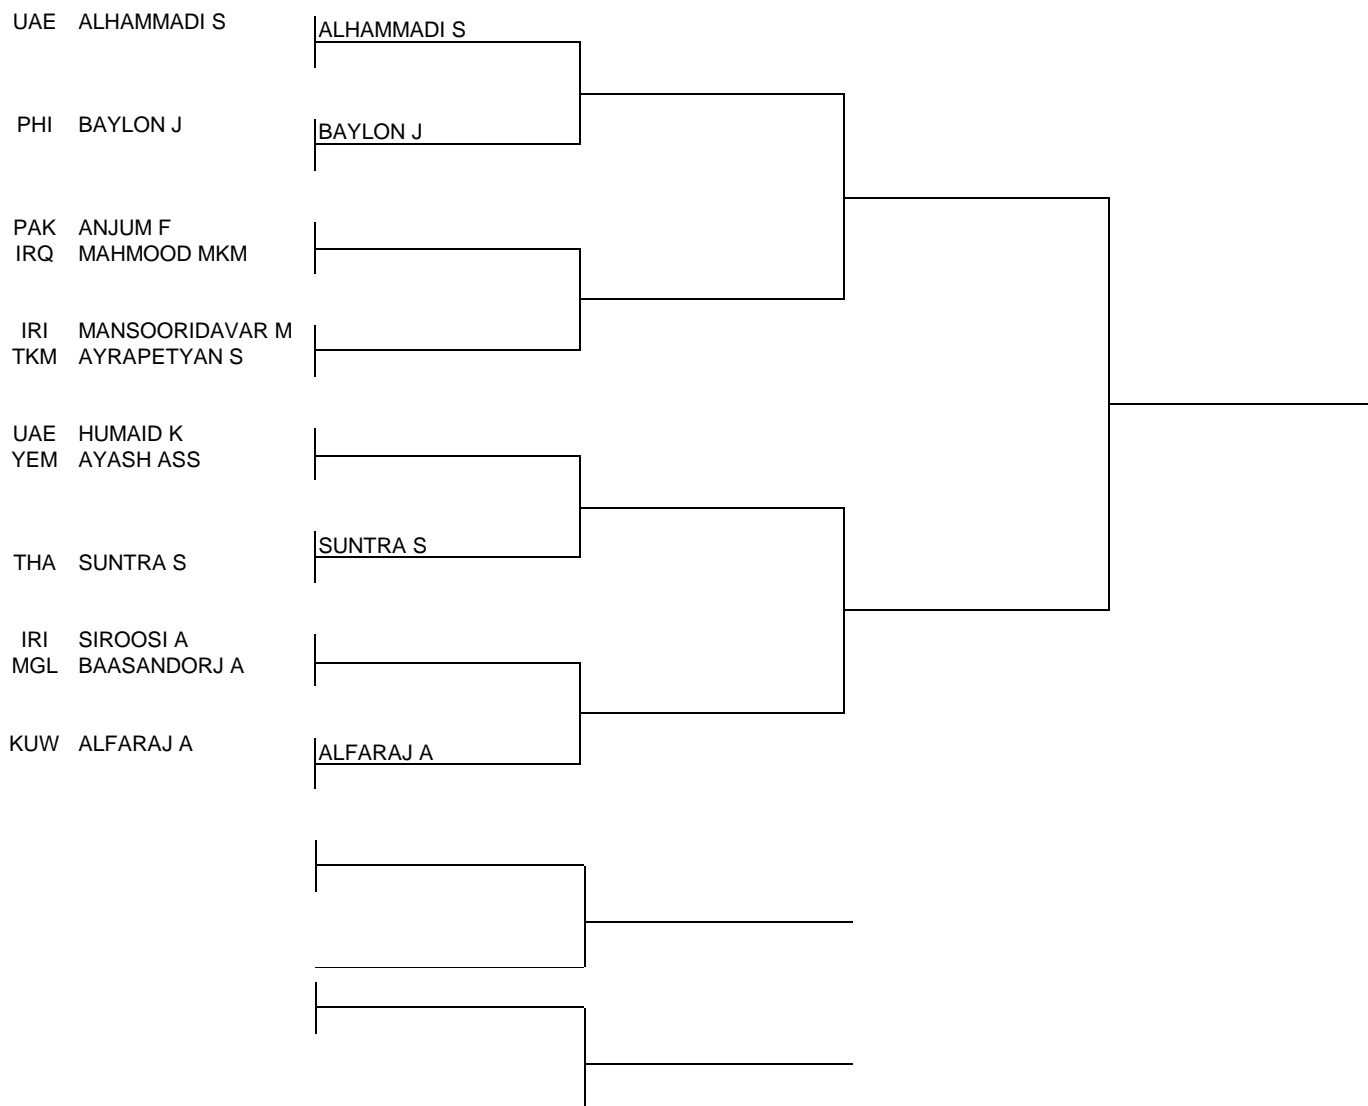 UAE ALHAMMADI S
ALHAMMADI S
PHI BAYLON J
BAYLON J
PAK ANJUM F
IRQ MAHMOOD MKM
IRI MANSOORIDAVAR M
TKM AYRAPETYAN S
UAE HUMAID K
YEM AYASH ASS
SUNTRA S
THA SUNTRA S
IRI SIROOSI A
MGL BAASANDORJ A
KUW ALFARAJ A
ALFARAJ A